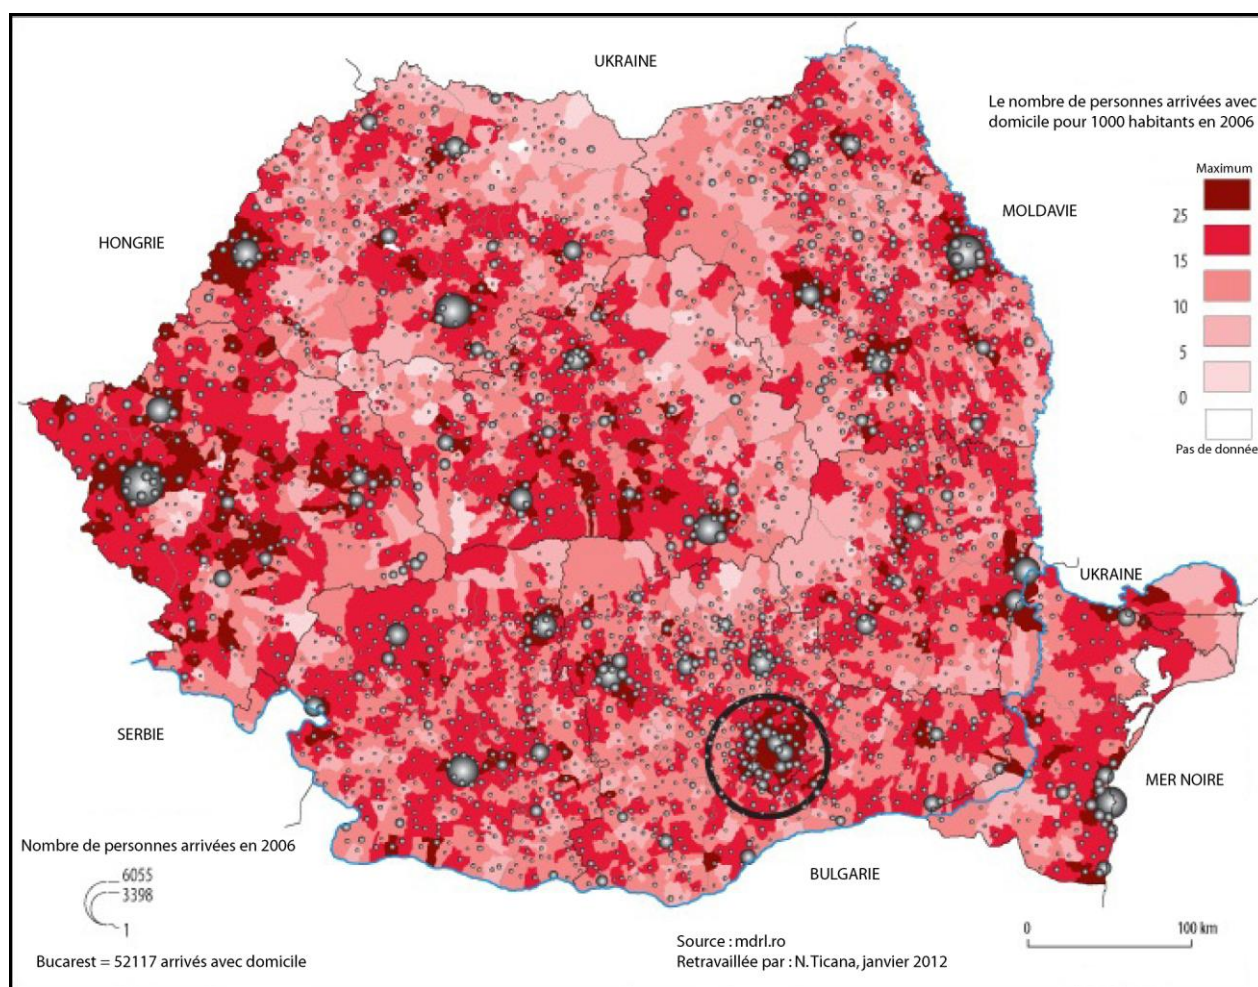 UKRAINE
Le nombre de personnes arrivées avec
domicile pour 1000 habitants en 2006
Maximum
25
15
10
5
0
Pas de donnée
MOLDAVIE
HONGRIE
UKRAINE
SERBIE
MER NOIRE
BULGARIE
Nombre de personnes arrivées en 2006
6055
3398
1
Bucarest = 52117 arrivés avec domicile
Source : mdrl.ro
Retravaillée par : N.Ticana, janvier 2012
0 100 km